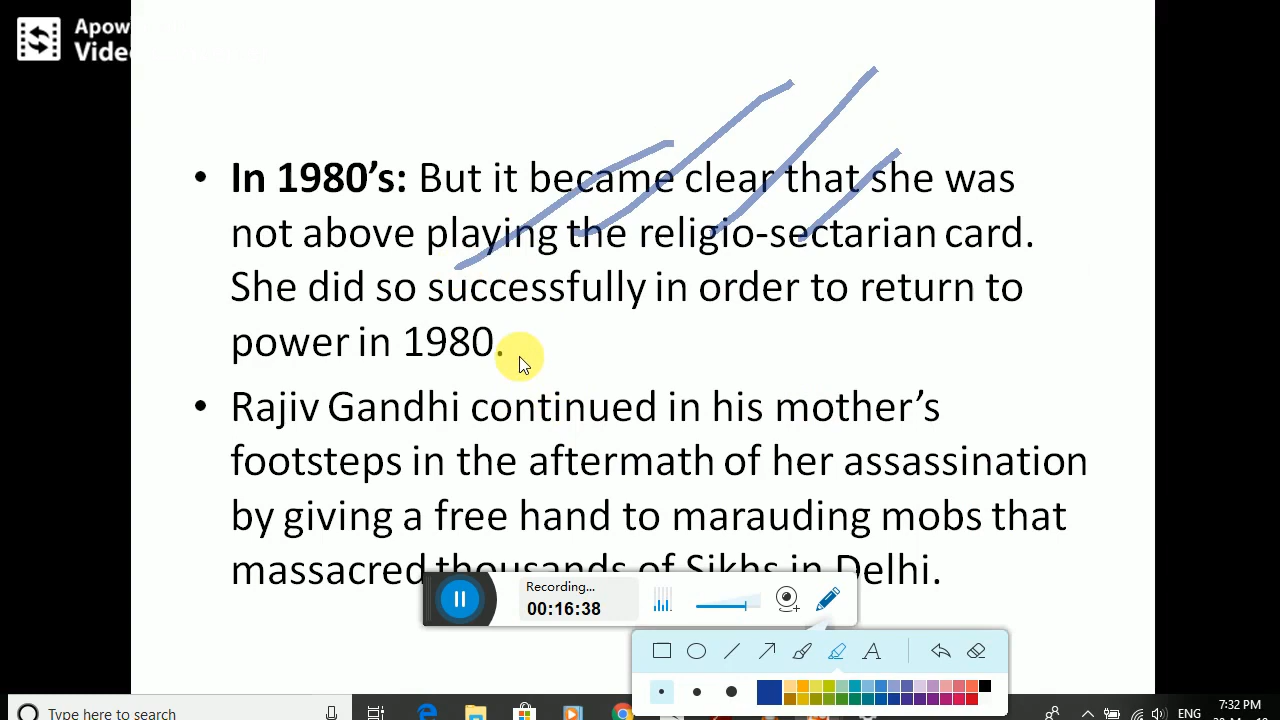 Apow
Vide
• In 1980’s: But it became clear that she was
not above playing the religio-sectarian card.
She did so successfully in order to return to
power in 1980.
• Rajiv Gandhi continued in his mother’s
footsteps in the aftermath of her assassination
by giving a free hand to marauding mobs that
massacred thousands of Sikhs in Delhi.
Recording...
00:16:38
A
Type here to search
ENG
7:32 PM